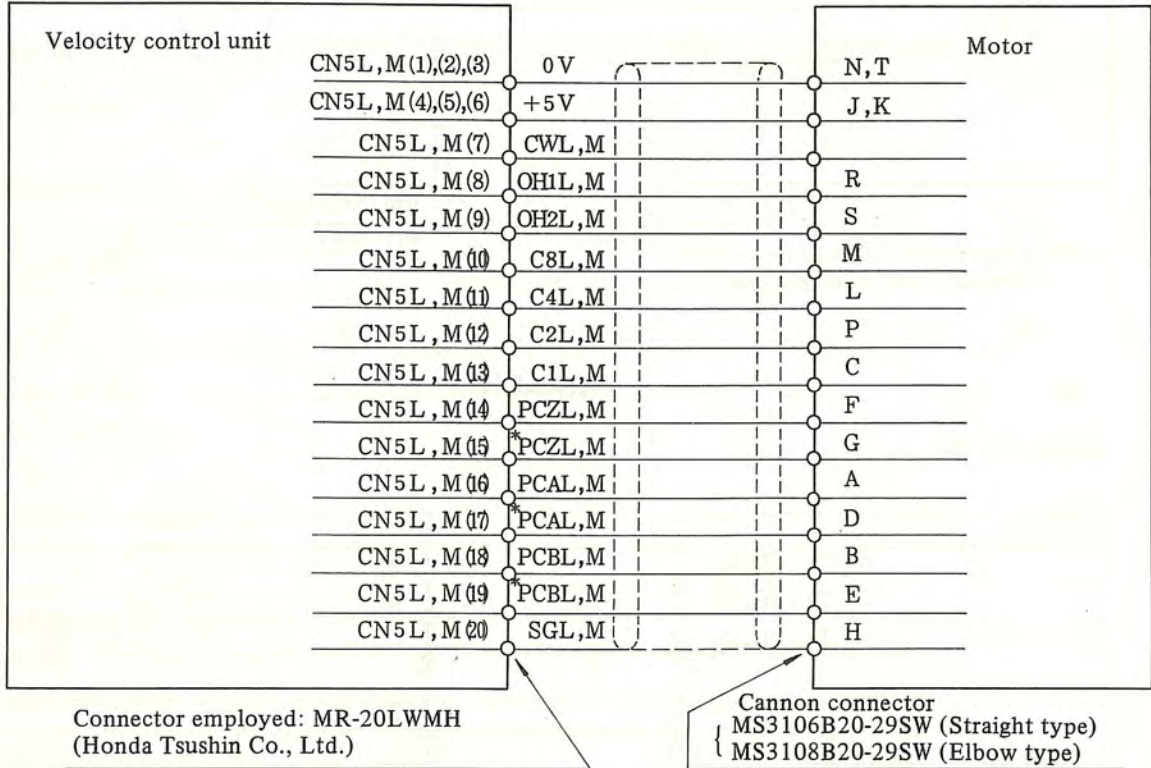 Velocity control unit
Motor
CN5L,M(1),(2),(3) 0V N,T
CN5L,M(4),(5),(6) +5V J,K
CN5L,M(7) CWL,M
CN5L,M(8) OH1L,M R
CN5L,M(9) OH2L,M S
CN5L,M(10) C8L,M M
CN5L,M(11) C4L,M L
CN5L,M(12) C2L,M P
CN5L,M(13) C1L,M C
CN5L,M(14) PCZL,M F
CN5L,M(15) *PCZL,M G
CN5L,M(16) PCAL,M A
CN5L,M(17) *PCAL,M D
CN5L,M(18) PCBL,M B
CN5L,M(19) *PCBL,M E
CN5L,M(20) SGL,M H
Connector employed: MR-20LWMH
(Honda Tsushin Co., Ltd.)
Cannon connector
MS3106B20-29SW (Straight type)
MS3108B20-29SW (Elbow type)